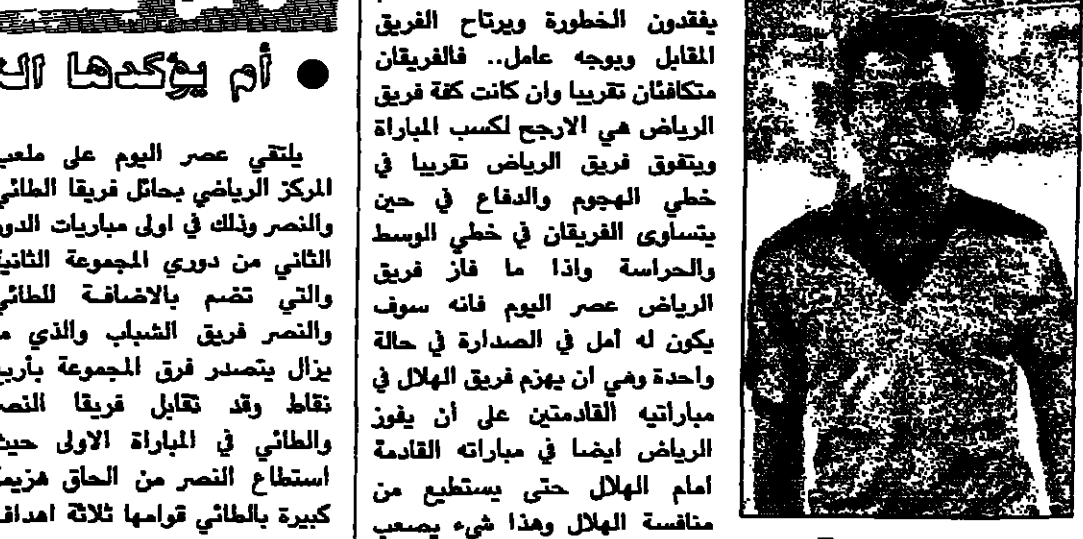 يفقدون الخطورة ويرتاح الفريق
المقابل وبوجه عامل.. فالفريقان
متكافئان تقريبا وان كانت كفة فريق
الرياض هي الارجح لكسب المباراة
ويتفوق فريق الرياض تقريبا في
خطي الهجوم والدفاع في حين
يتساوى الفريقان في خطي الوسط
والحراسة واذا ما فاز فريق
الرياض عصر اليوم فانه سوف
يكون له أمل في الصدارة في حالة
واحدة وهي ان يهزم فريق الهلال في
مباراتيه القادمتين على أن يفوز
الرياض ايضا في مباراته القادمة
امام الهلال حتى يستطيع من
منافسة الهلال وهذا شيء يصعب
● أم يؤكدها
يلتقي عصر اليوم على ملعب
المركز الرياضي بحائل فريقا الطائي
والنصر وذلك في اولى مباريات الدور
الثاني من دوري المجموعة الثانية
والتي تضم بالاضافة للطائي
والنصر فريق الشباب والذي
يزال يتصدر فرق المجموعة بأربع
نقاط وقد تقابل فريقا النصر
والطائي في المباراة الاولى حيث
استطاع النصر من الحاق هزيمة
كبيرة بالطائي قوامها ثلاثة اهداف